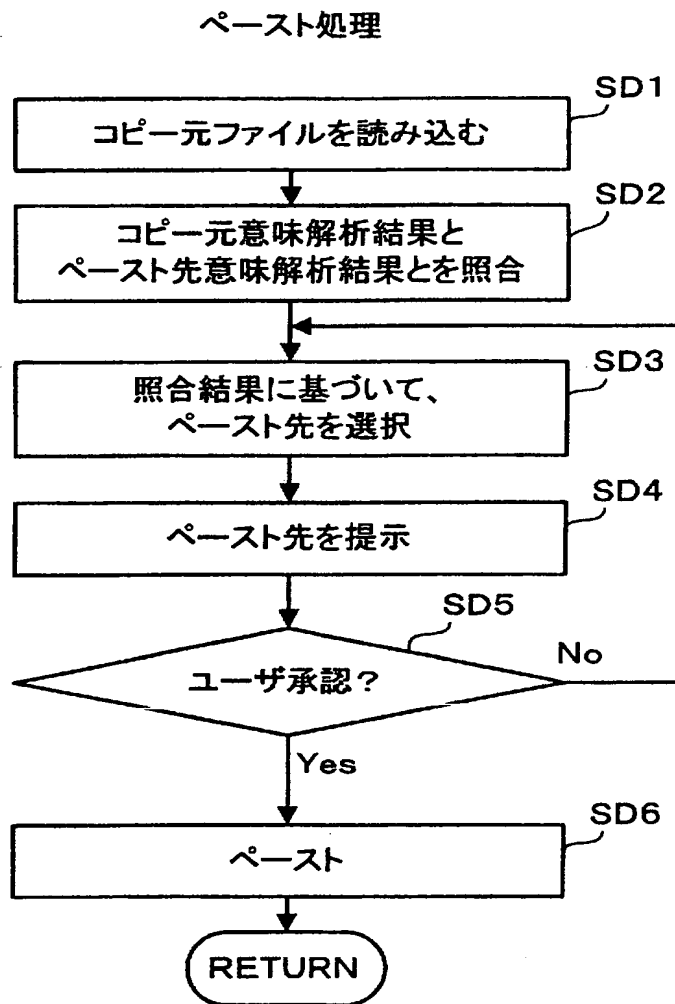 ペースト処理
SD1
コピー元ファイルを読み込む
SD2
コピー元意味解析結果と
ペースト先意味解析結果とを照合
SD3
照合結果に基づいて、
ペースト先を選択
SD4
ペースト先を提示
SD5
ユーザ承認？
No
Yes
SD6
ペースト
RETURN